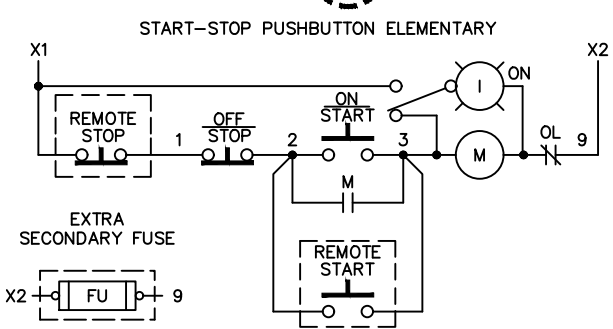 START-STOP PUSHBUTTON ELEMENTARY
X1
X2
I
ON
REMOTE
STOP
1
OFF
STOP
2
ON
START
3
M
OL
9
M
EXTRA
SECONDARY FUSE
REMOTE
START
X2
FU
9